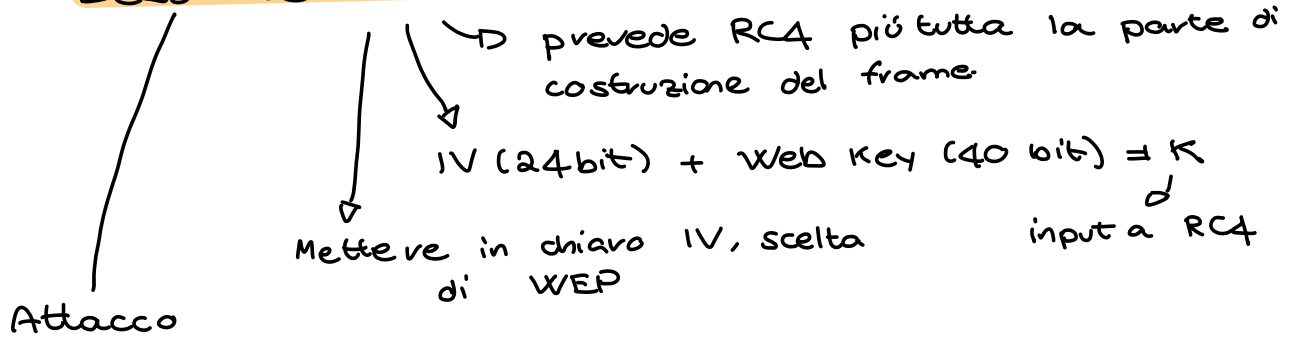 prevede RC4 più tutta la parte di
costruzione del frame.
IV (24bit) + Web Key (40 bit) = K
input a RC4
Mettere in chiaro IV, scelta
di WEP
Attacco